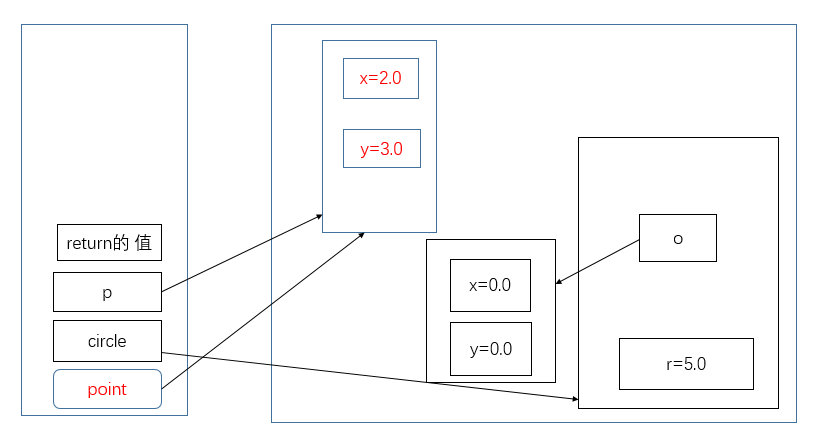 x=2.0
y=3.0
return的 值
p
circle
point
x=0.0
y=0.0
o
r=5.0